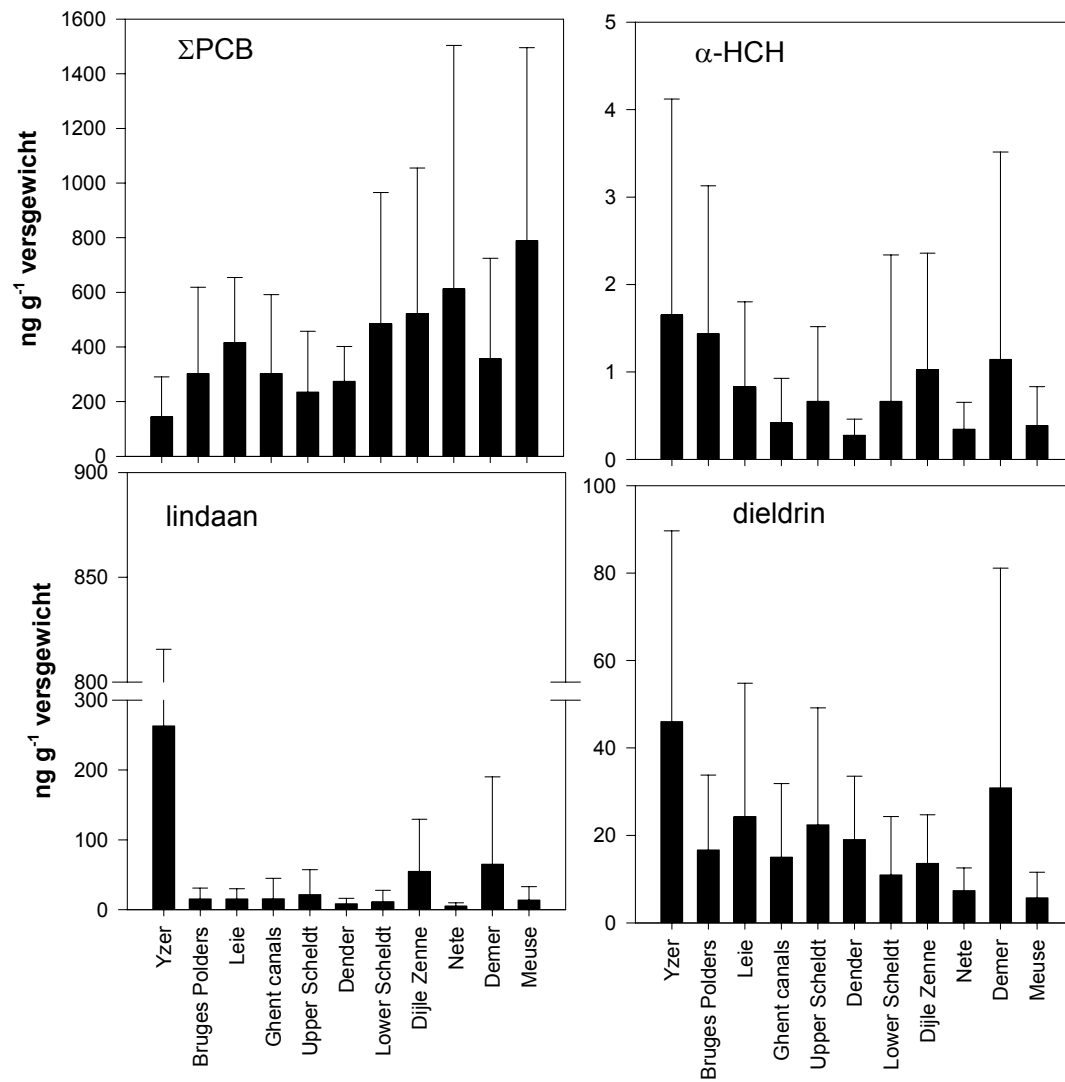 ΣPCB
ng g-1 versgewicht
1600
1400
1200
1000
800
600
400
200
0
α-HCH
5
4
3
2
1
0
lindaan
ng g-1 versgewicht
900
850
800
300
200
100
0
Yzer
Bruges Polders
Leie
Ghent canals
Upper Scheldt
Dender
Lower Scheldt
Dijle Zenne
Nete
Demer
Meuse
dieldrin
100
80
60
40
20
0
Yzer
Bruges Polders
Leie
Ghent canals
Upper Scheldt
Dender
Lower Scheldt
Dijle Zenne
Nete
Demer
Meuse